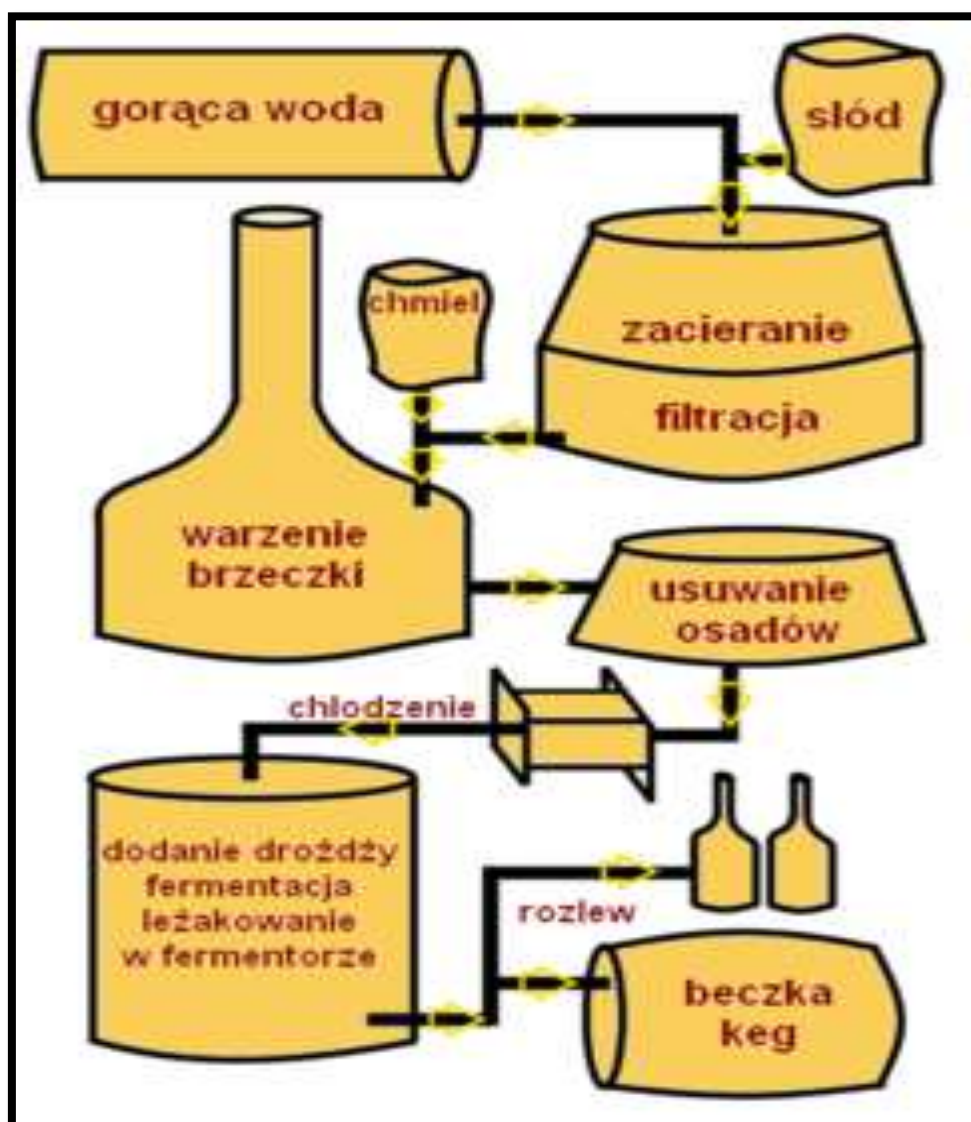 gorąca woda
słód
chmiel
zacieranie
filtracja
warzenie
brzeczki
usuwanie
osadów
chłodzenie
dodanie drożdży
fermentacja
leżakowanie
w fermentorze
rozlew
beczka
keg